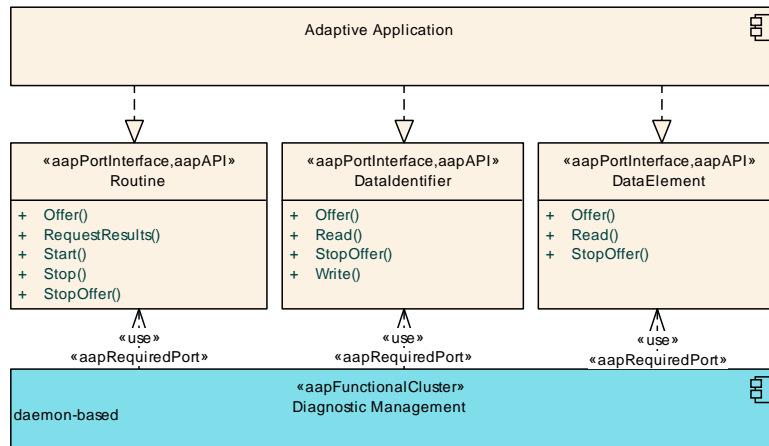 Adaptive Application
«aapPortInterface,aapAPI»
Routine
+ Offer()
+ RequestResults()
+ Start()
+ Stop()
+ StopOffer()
«aapPortInterface,aapAPI»
DataIdentifier
+ Offer()
+ Read()
+ StopOffer()
+ Write()
«aapPortInterface,aapAPI»
DataElement
+ Offer()
+ Read()
+ StopOffer()
«use»
«aapRequiredPort»
«use»
«aapRequiredPort»
«use»
«aapRequiredPort»
«aapFunctionalCluster»
Diagnostic Management
daemon-based